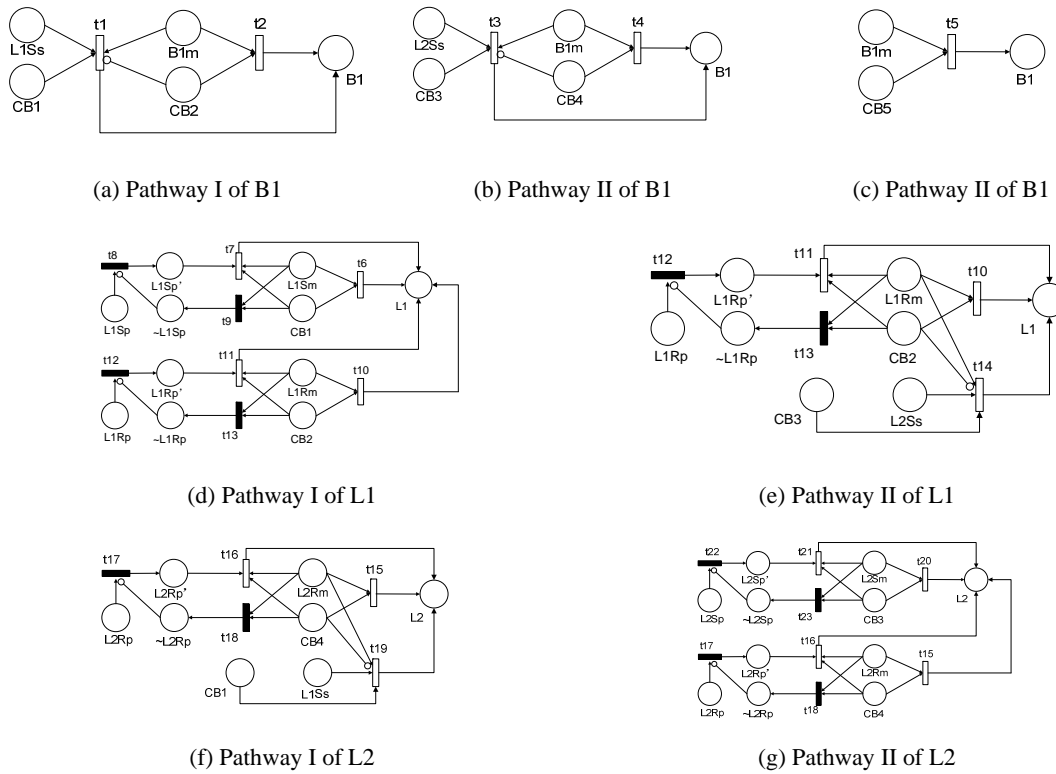 t1
t2
L1Ss
B1m
B1
CB1
CB2
(a) Pathway I of B1
t3
t4
L2Ss
B1m
B1
CB3
CB4
(b) Pathway II of B1
t5
B1m
B1
CB5
(c) Pathway II of B1
t8
t7
t6
L1Sp'
L1Sm
L1
L1Sp
~L1Sp
t9
CB1
t12
t11
t10
L1Rp'
L1Rm
L1Rp
~L1Rp
t13
CB2
(d) Pathway I of L1
t12
t11
t10
L1Rp'
L1Rm
L1
L1Rp
~L1Rp
t13
CB2
t14
CB3
L2Ss
(e) Pathway II of L1
t17
t16
t15
L2Rp'
L2Rm
L2
L2Rp
~L2Rp
t18
CB4
t19
CB1
L1Ss
(f) Pathway I of L2
t22
t21
t20
L2Sp'
L2Sm
L2
L2Sp
~L2Sp
t23
CB3
t17
t16
t15
L2Rp'
L2Rm
L2Rp
~L2Rp
t18
CB4
(g) Pathway II of L2